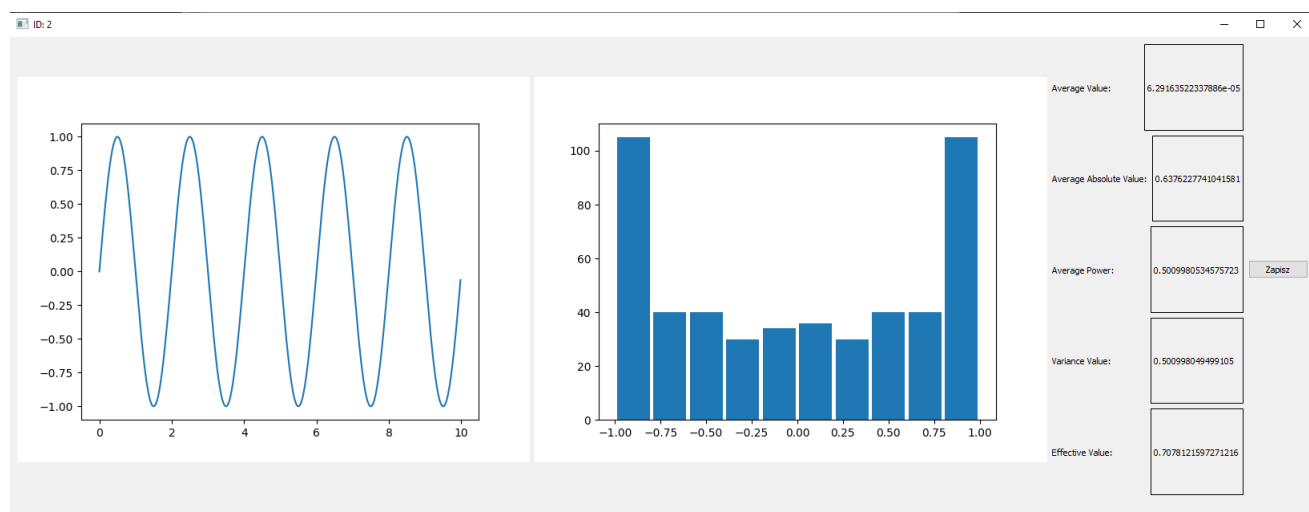 ID: 2
1.00
0.75
0.50
0.25
0.00
−0.25
−0.50
−0.75
−1.00
0 2 4 6 8 10
100
80
60
40
20
0
−1.00 −0.75 −0.50 −0.25 0.00 0.25 0.50 0.75 1.00
Average Value: 6.29163522337886e-05
Average Absolute Value: 0.6376227741041581
Average Power: 0.5009980534575723 Zapisz
Variance Value: 0.500998049499105
Effective Value: 0.7078121597271216